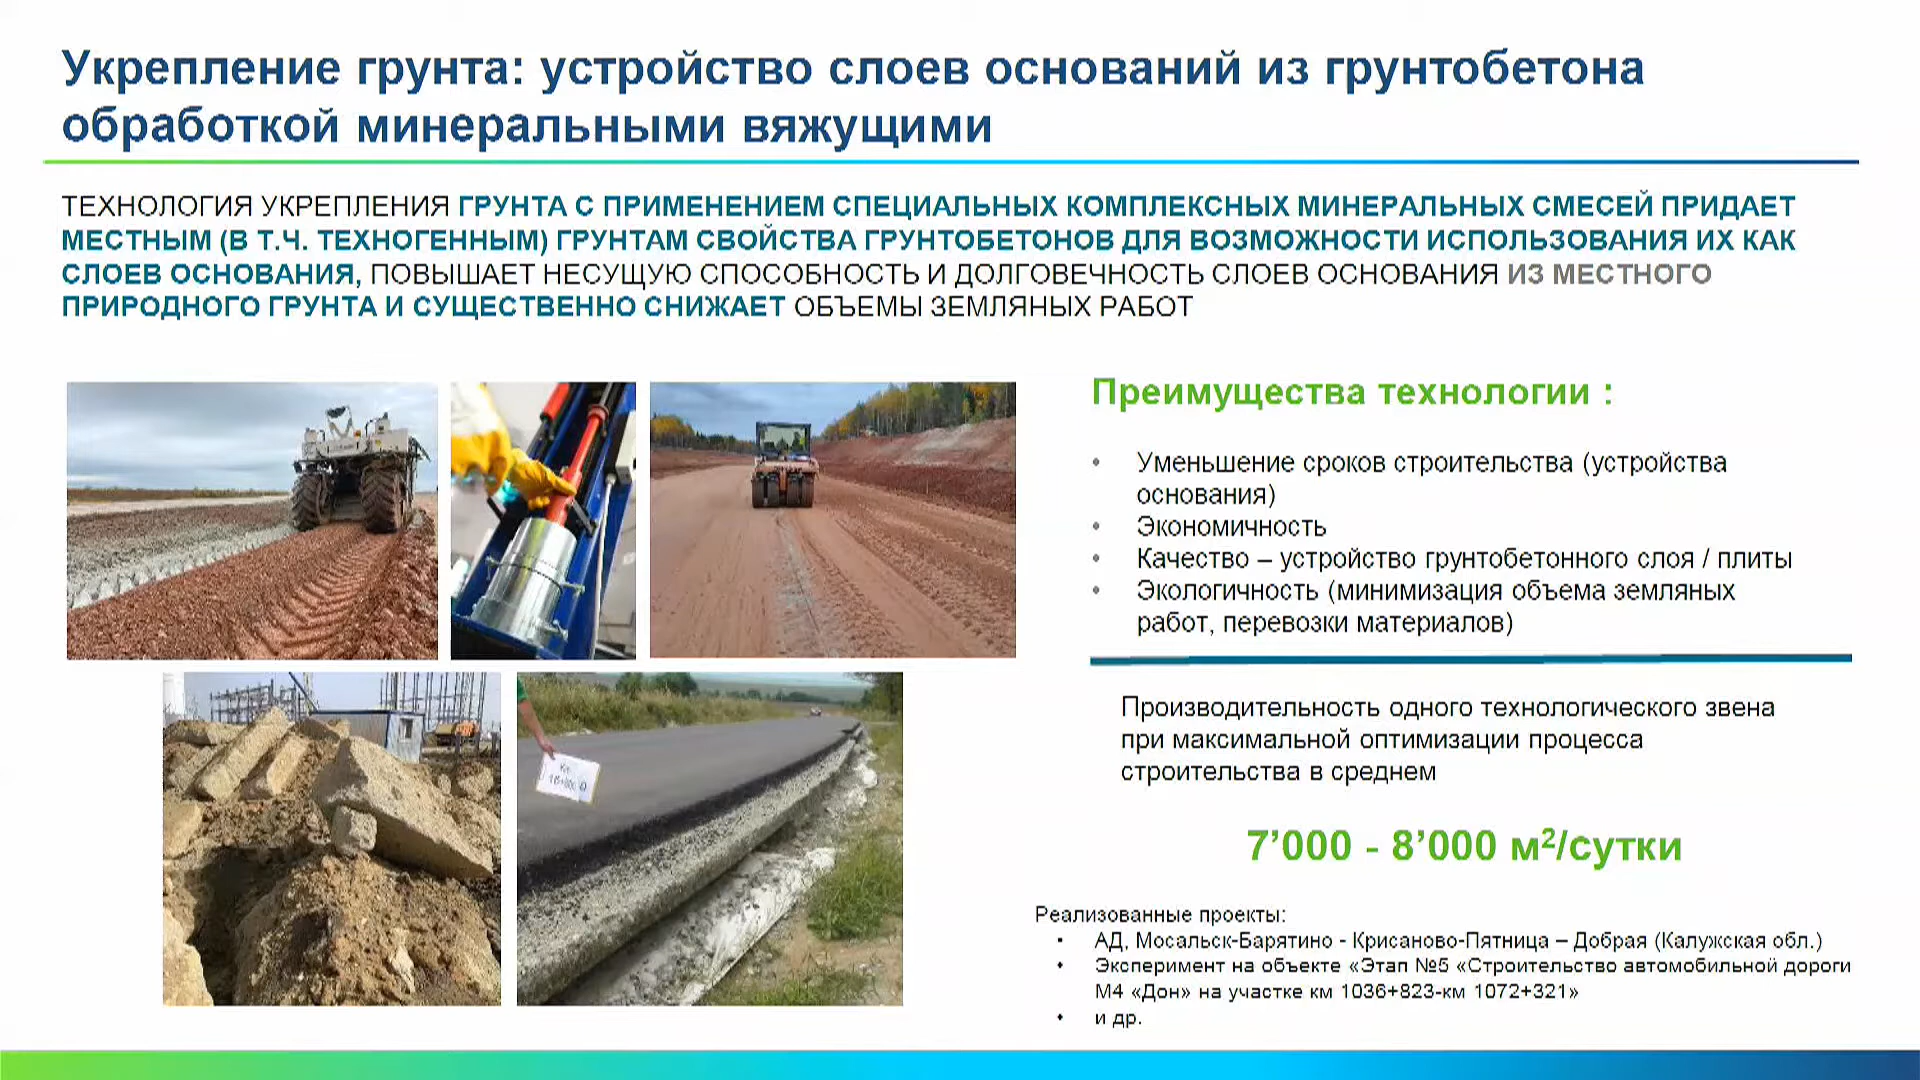 Укрепление грунта: устройство слоев оснований из грунтобетона
обработкой минеральными вяжущими
ТЕХНОЛОГИЯ УКРЕПЛЕНИЯ ГРУНТА С ПРИМЕНЕНИЕМ СПЕЦИАЛЬНЫХ КОМПЛЕКСНЫХ МИНЕРАЛЬНЫХ СМЕСЕЙ ПРИДАЕТ
МЕСТНЫМ (В Т.Ч. ТЕХНОГЕННЫМ) ГРУНТАМ СВОЙСТВА ГРУНТОБЕТОНОВ ДЛЯ ВОЗМОЖНОСТИ ИСПОЛЬЗОВАНИЯ ИХ КАК
СЛОЕВ ОСНОВАНИЯ, ПОВЫШАЕТ НЕСУЩУЮ СПОСОБНОСТЬ И ДОЛГОВЕЧНОСТЬ СЛОЕВ ОСНОВАНИЯ ИЗ МЕСТНОГО
ПРИРОДНОГО ГРУНТА И СУЩЕСТВЕННО СНИЖАЕТ ОБЪЕМЫ ЗЕМЛЯНЫХ РАБОТ
Преимущества технологии :
• Уменьшение сроков строительства (устройства
основания)
• Экономичность
• Качество – устройство грунтобетонного слоя / плиты
• Экологичность (минимизация объема земляных
работ, перевозки материалов)
Производительность одного технологического звена
при максимальной оптимизации процесса
строительства в среднем
7’000 - 8’000 м²/сутки
Реализованные проекты:
• АД, Мосальск-Барятино - Крисаново-Пятница – Добрая (Калужская обл.)
• Эксперимент на объекте «Этап №5 «Строительство автомобильной дороги
М4 «Дон» на участке км 1036+823-км 1072+321»
• и др.
Км